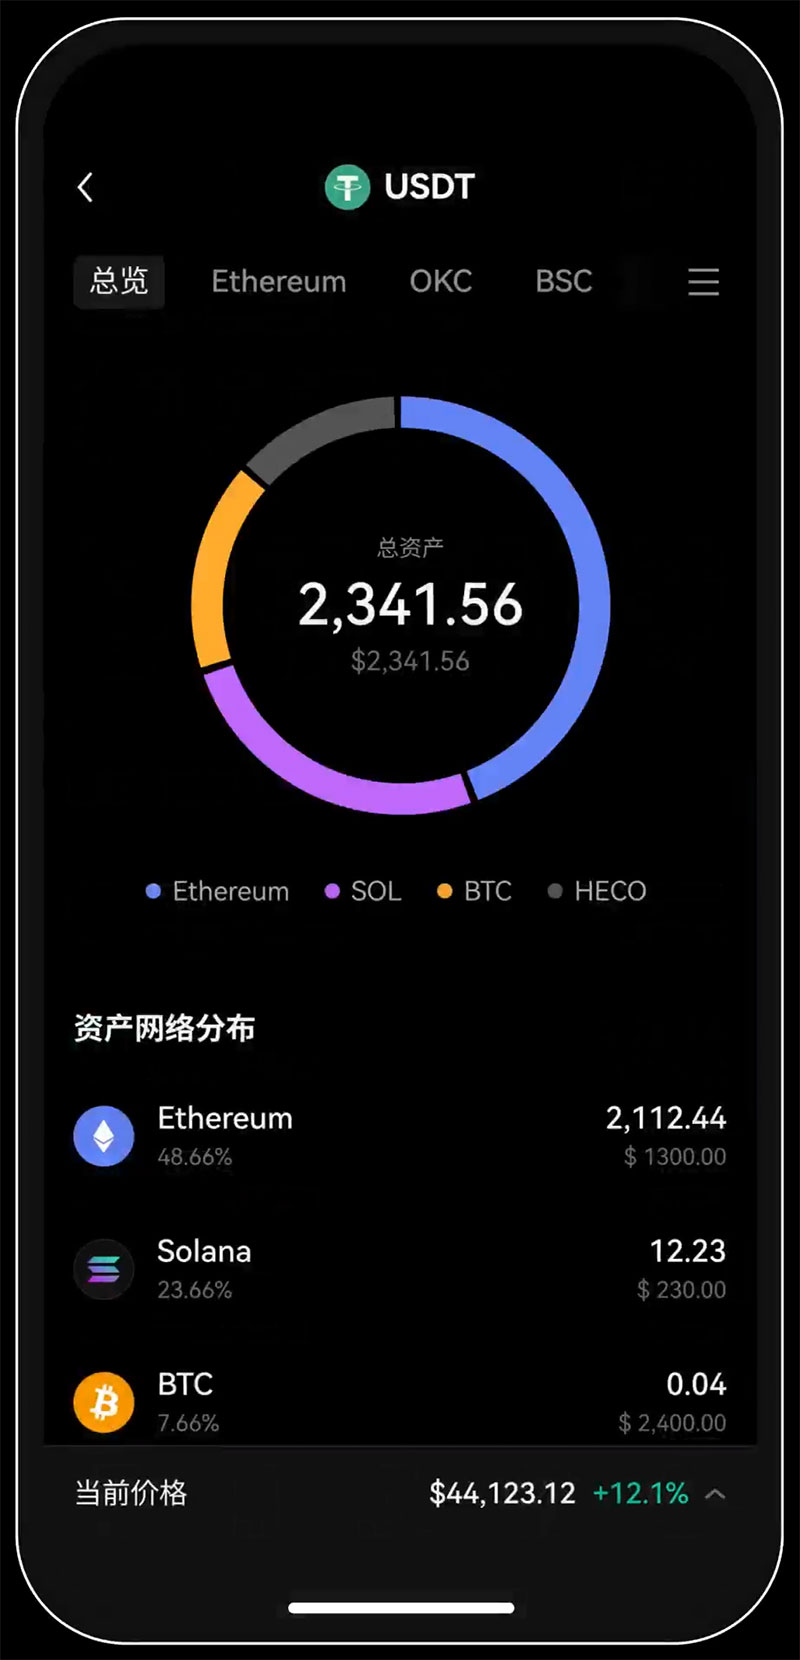 USDT
总览 Ethereum OKC BSC
总资产
2,341.56
$2,341.56
Ethereum SOL BTC HECO
资产网络分布
Ethereum 2,112.44
48.66% $ 1300.00
Solana 12.23
23.66% $ 230.00
BTC 0.04
7.66% $ 2,400.00
当前价格 $44,123.12 +12.1%